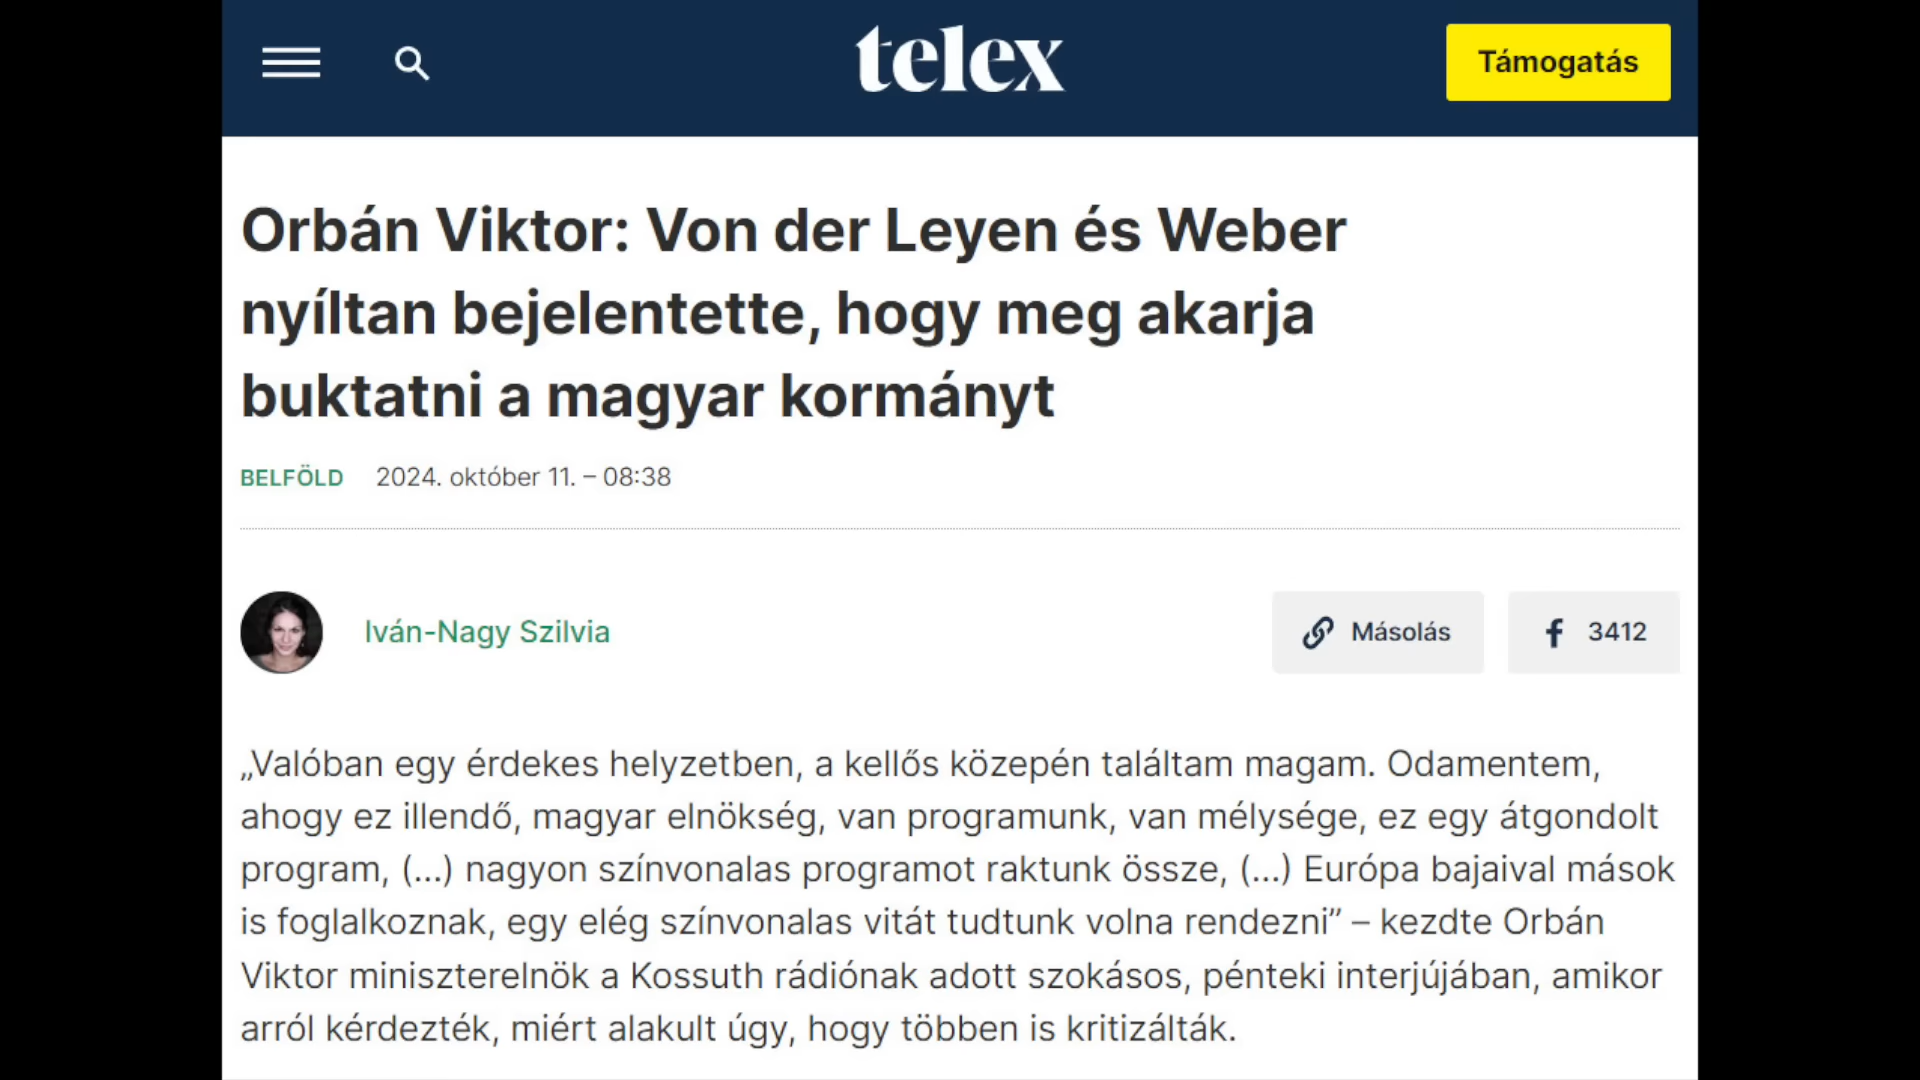 telex
Támogatás
Orbán Viktor: Von der Leyen és Weber
nyíltan bejelentette, hogy meg akarja
buktatni a magyar kormányt
BELFÖLD 2024. október 11. – 08:38
Iván-Nagy Szilvia
Másolás
3412
„Valóban egy érdekes helyzetben, a kellős közepén találtam magam. Odamentem,
ahogy ez illendő, magyar elnökség, van programunk, van mélysége, ez egy átgondolt
program, (...) nagyon színvonalas programot raktunk össze, (...) Európa bajaival mások
is foglalkoznak, egy elég színvonalas vitát tudtunk volna rendezni” – kezdte Orbán
Viktor miniszterelnök a Kossuth rádiónak adott szokásos, pénteki interjújában, amikor
arról kérdezték, miért alakult úgy, hogy többen is kritizálták.